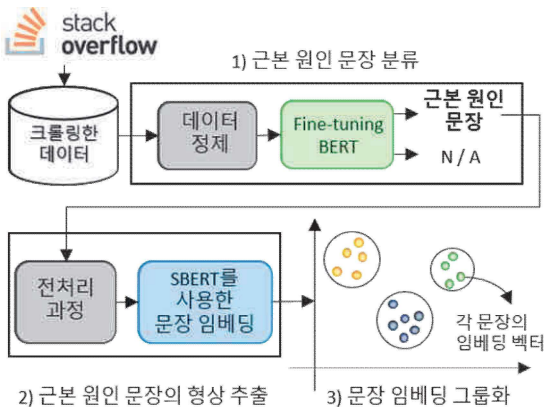 stack
overflow
1) 근본 원인 문장 분류
크롤링한
데이터
데이터
정제
Fine-tuning
BERT
근본 원인
문장
N / A
전처리
과정
SBERT를
사용한
문장 임베딩
각 문장의
임베딩 벡터
2) 근본 원인 문장의 형상 추출
3) 문장 임베딩 그룹화